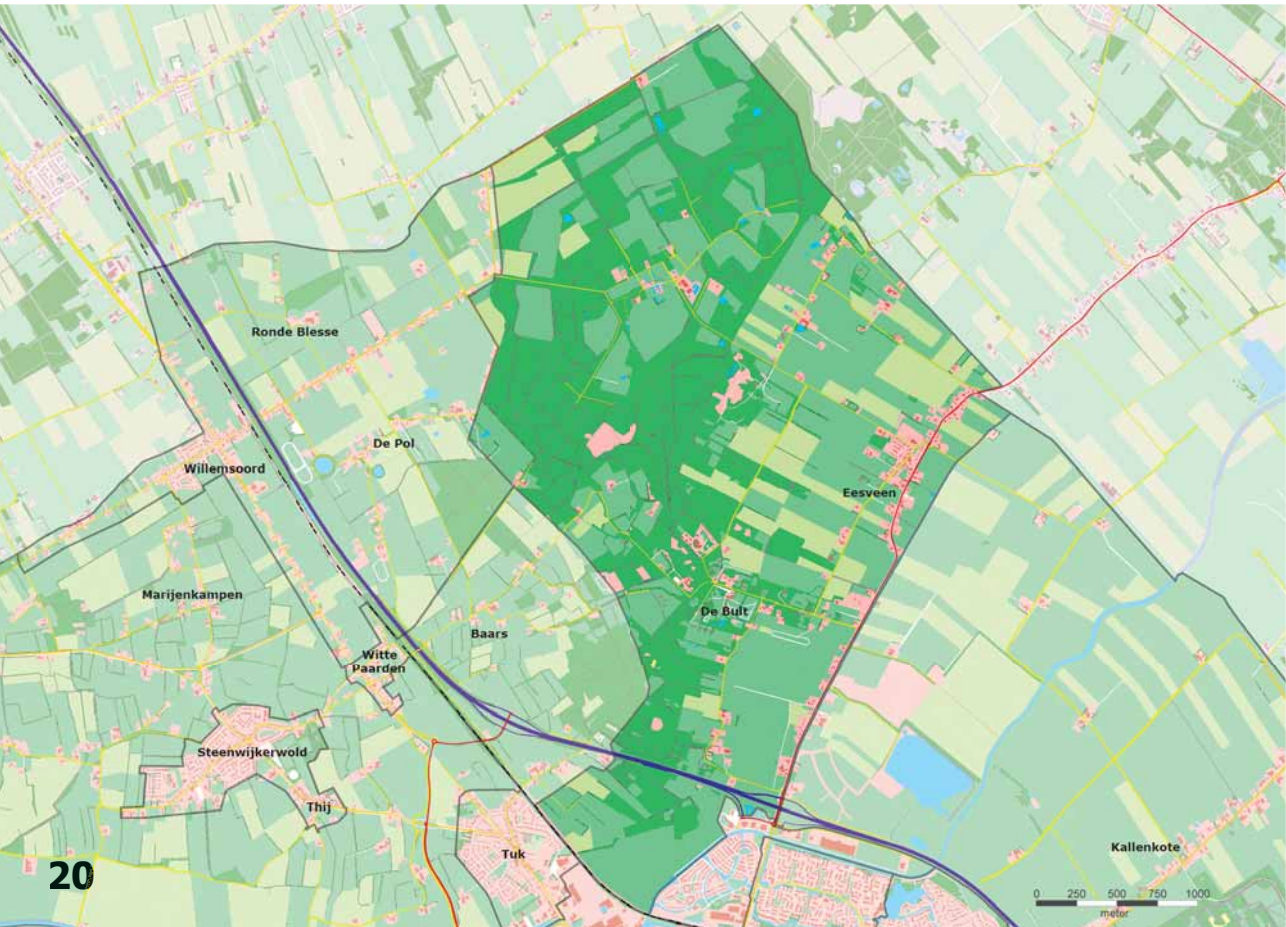 Ronde Blesse
De Pol
Willemsoord
Eesveen
Marijenkampen
De Bult
Baars
Witte
Paarden
Steenwijkerwold
Thij
Tuk
Kallenkote
20
0 250 500 750 1000
meter